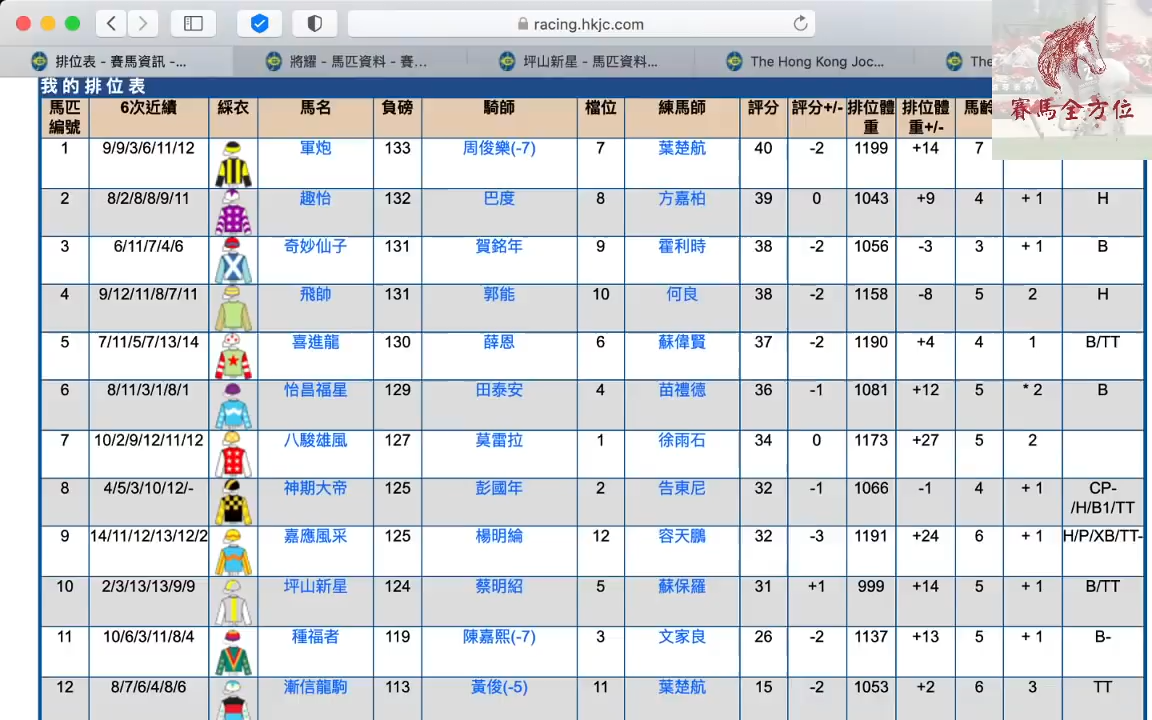 racing.hkjc.com
排位表 - 賽馬資訊 -...
將耀 - 馬匹資料 - 賽...
坪山新星 - 馬匹資料...
The Hong Kong Joc...
The
賽馬全方位
我的排位表
馬匹編號 6次近績 綵衣 馬名 負磅 騎師 檔位 練馬師 評分 評分+/- 排位體重 排位體重+/- 馬齡
1 9/9/3/6/11/12 軍炮 133 周俊樂(-7) 7 葉楚航 40 -2 1199 +14 7
2 8/2/8/8/9/11 趣怡 132 巴度 8 方嘉柏 39 0 1043 +9 4 + 1 H
3 6/11/7/4/6 奇妙仙子 131 賀銘年 9 霍利時 38 -2 1056 -3 3 + 1 B
4 9/12/11/8/7/11 飛帥 131 郭能 10 何良 38 -2 1158 -8 5 2 H
5 7/11/5/7/13/14 喜進龍 130 薛恩 6 蘇偉賢 37 -2 1190 +4 4 1 B/TT
6 8/11/3/1/8/1 怡昌福星 129 田泰安 4 苗禮德 36 -1 1081 +12 5 * 2 B
7 10/2/9/12/11/12 八駿雄風 127 莫雷拉 1 徐雨石 34 0 1173 +27 5 2
8 4/5/3/10/12/- 神期大帝 125 彭國年 2 告東尼 32 -1 1066 -1 4 + 1 CP-/H/B1/TT
9 14/11/12/13/12/2 嘉應風采 125 楊明綸 12 容天鵬 32 -3 1191 +24 6 + 1 H/P/XB/TT-
10 2/3/13/13/9/9 坪山新星 124 蔡明紹 5 蘇保羅 31 +1 999 +14 5 + 1 B/TT
11 10/6/3/11/8/4 種福者 119 陳嘉熙(-7) 3 文家良 26 -2 1137 +13 5 + 1 B-
12 8/7/6/4/8/6 漸信龍駒 113 黃俊(-5) 11 葉楚航 15 -2 1053 +2 6 3 TT